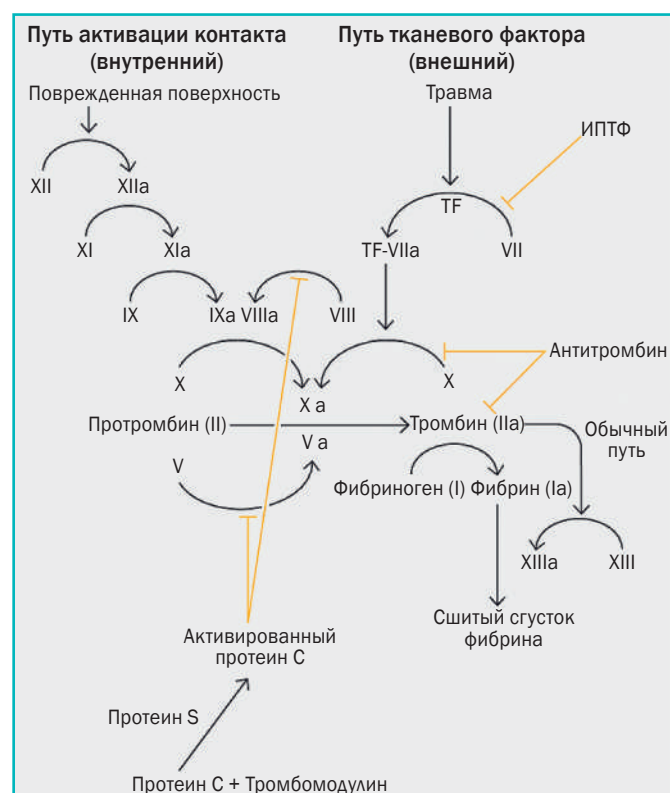 Путь активации контакта
(внутренний)
Путь тканевого фактора
(внешний)
Поврежденная поверхность
Травма
ИПТФ
XII
XIIa
TF
XI
XIa
TF-VIIa
VII
IX
IXa
VIIIa
VIII
Антитромбин
X
X
X a
Протромбин (II)
Тромбин (IIa)
Обычный
путь
V a
V
Фибриноген (I)
Фибрин (Ia)
XIIIa
XIII
Сшитый сгусток
фибрина
Активированный
протеин C
Протеин S
Протеин C + Тромбомодулин